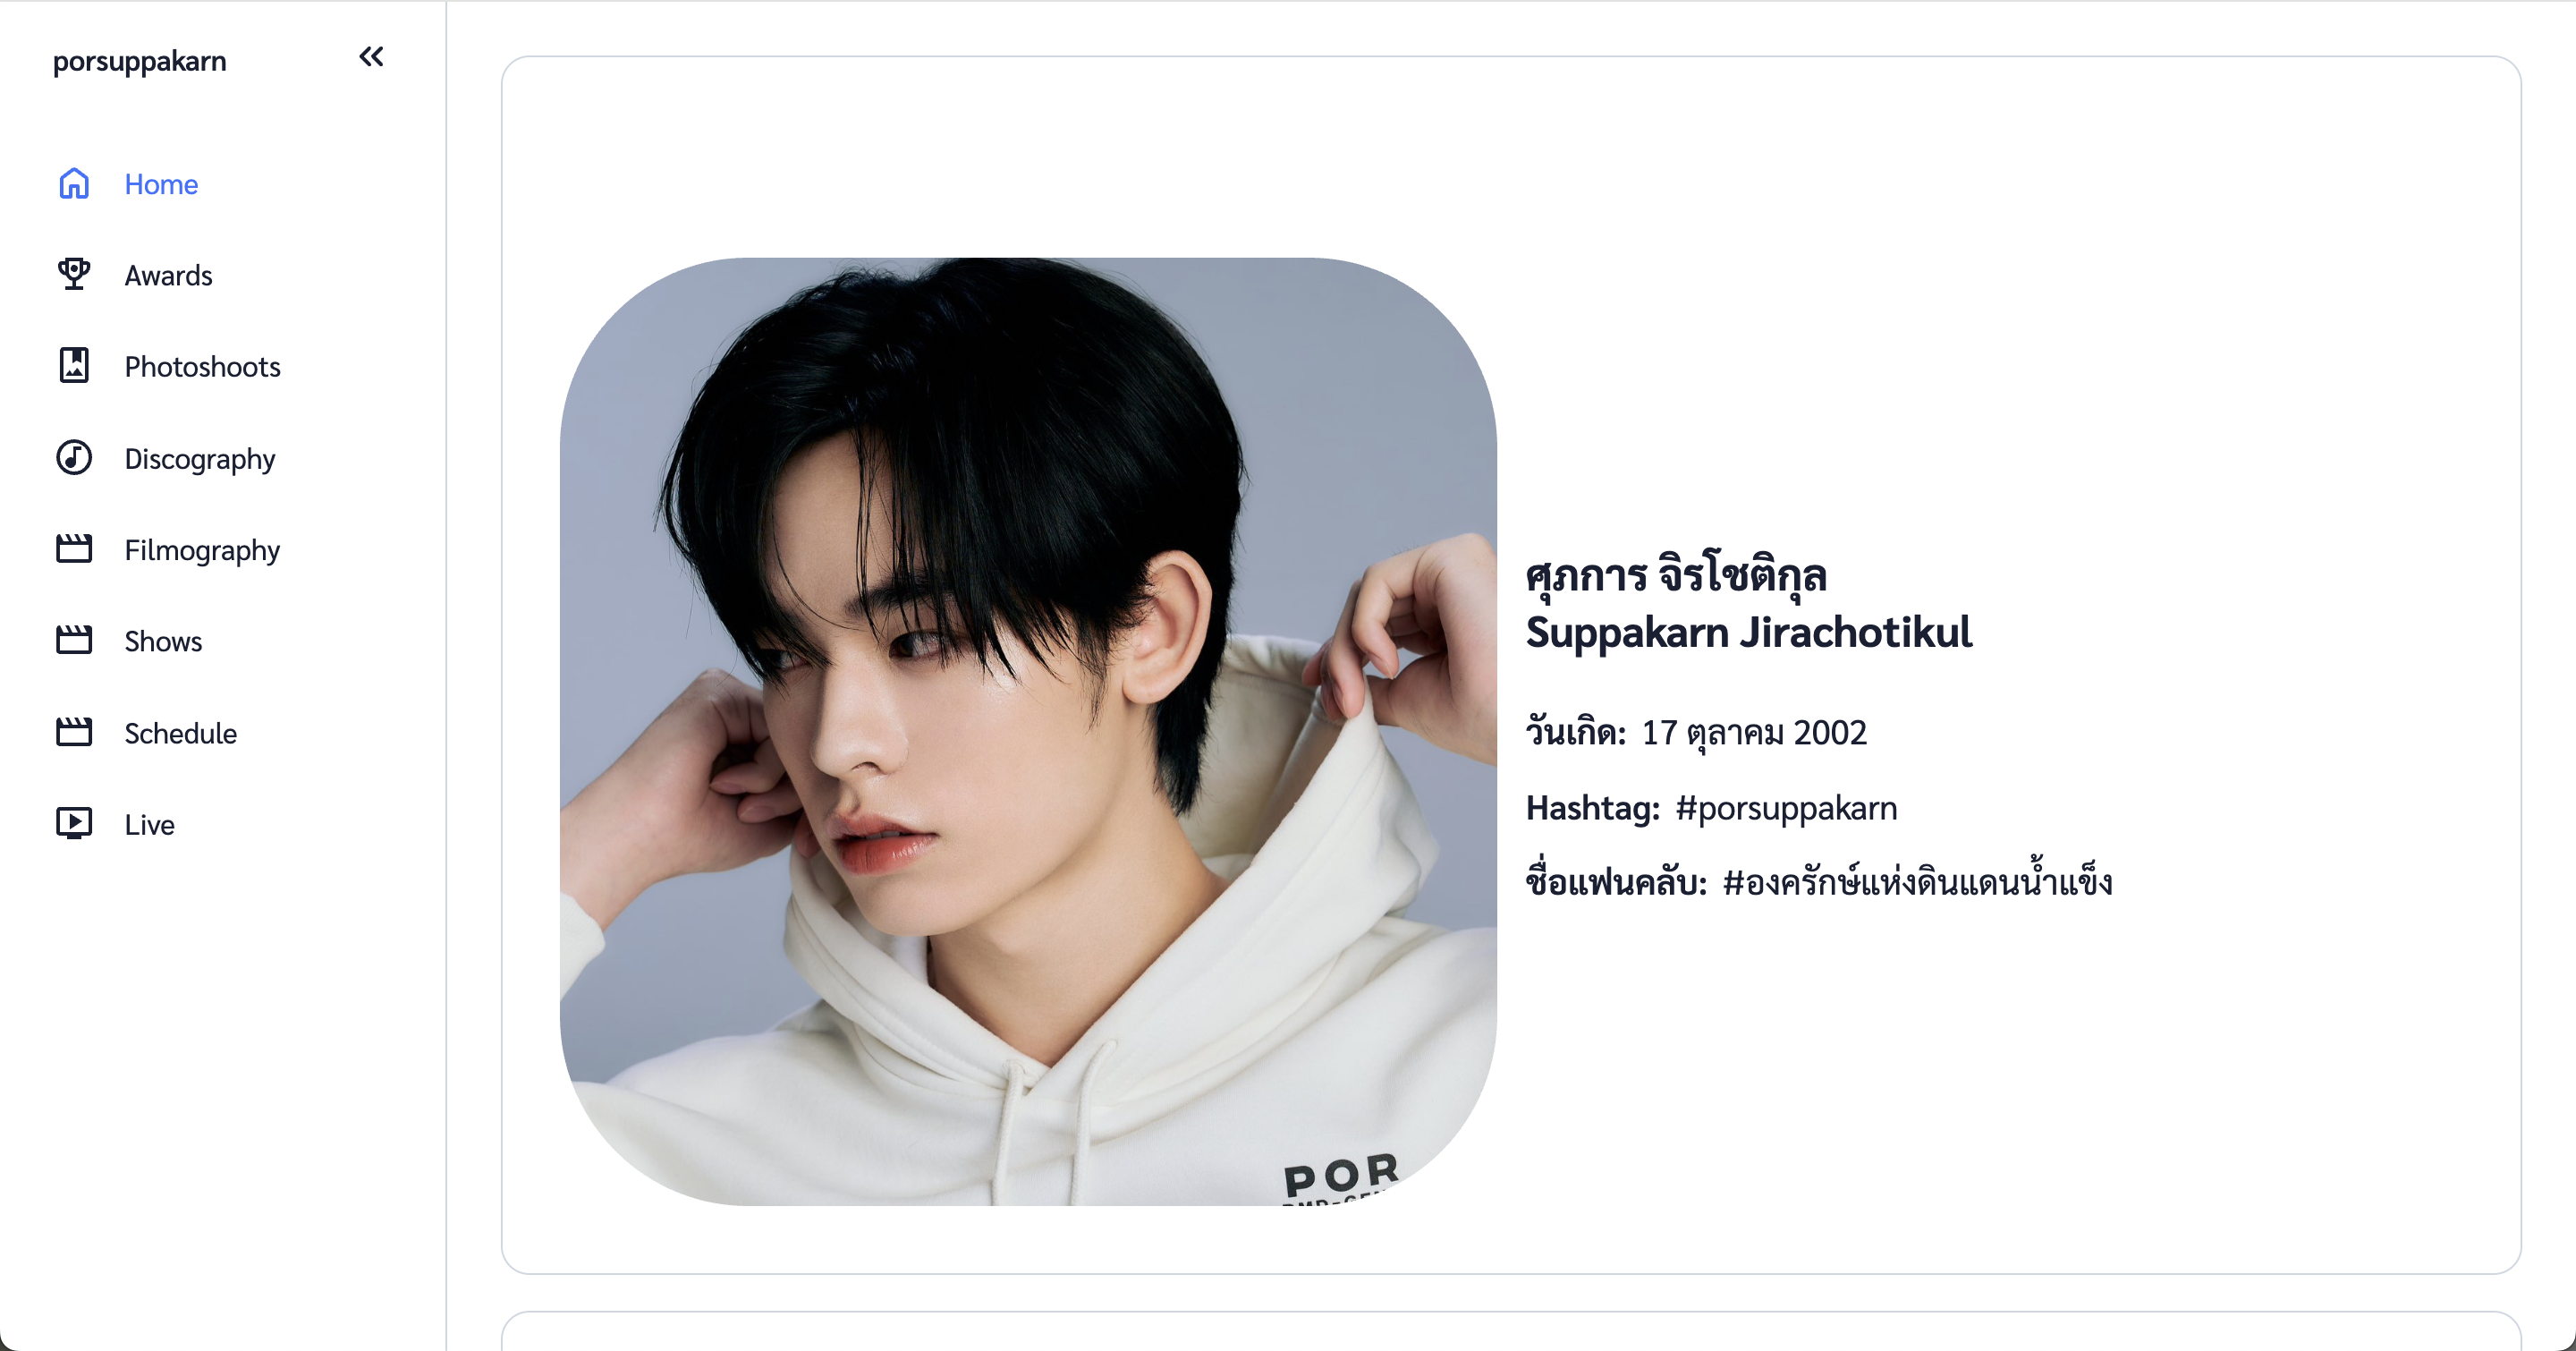 porsuppakarn
Home
Awards
Photoshoots
Discography
Filmography
Shows
Schedule
Live
ศุภการ จิรโชติกุล
Suppakarn Jirachotikul
วันเกิด: 17 ตุลาคม 2002
Hashtag: #porsuppakarn
ชื่อแฟนคลับ: #องครักษ์แห่งดินแดนน้ำแข็ง
POR